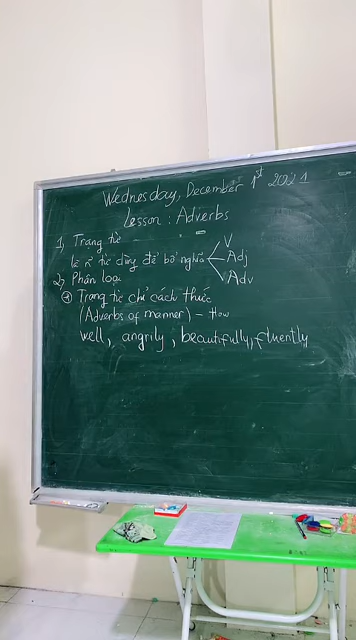 Wednesday, December 1st 2021
Lesson: Adverbs
1, Trạng từ
là từ dùng để bổ nghĩa
V
Adj
Adv
2, Phân loại
Trạng từ chỉ cách thức
(Adverbs of manner) - How
well, angrily, beautifully, fluently